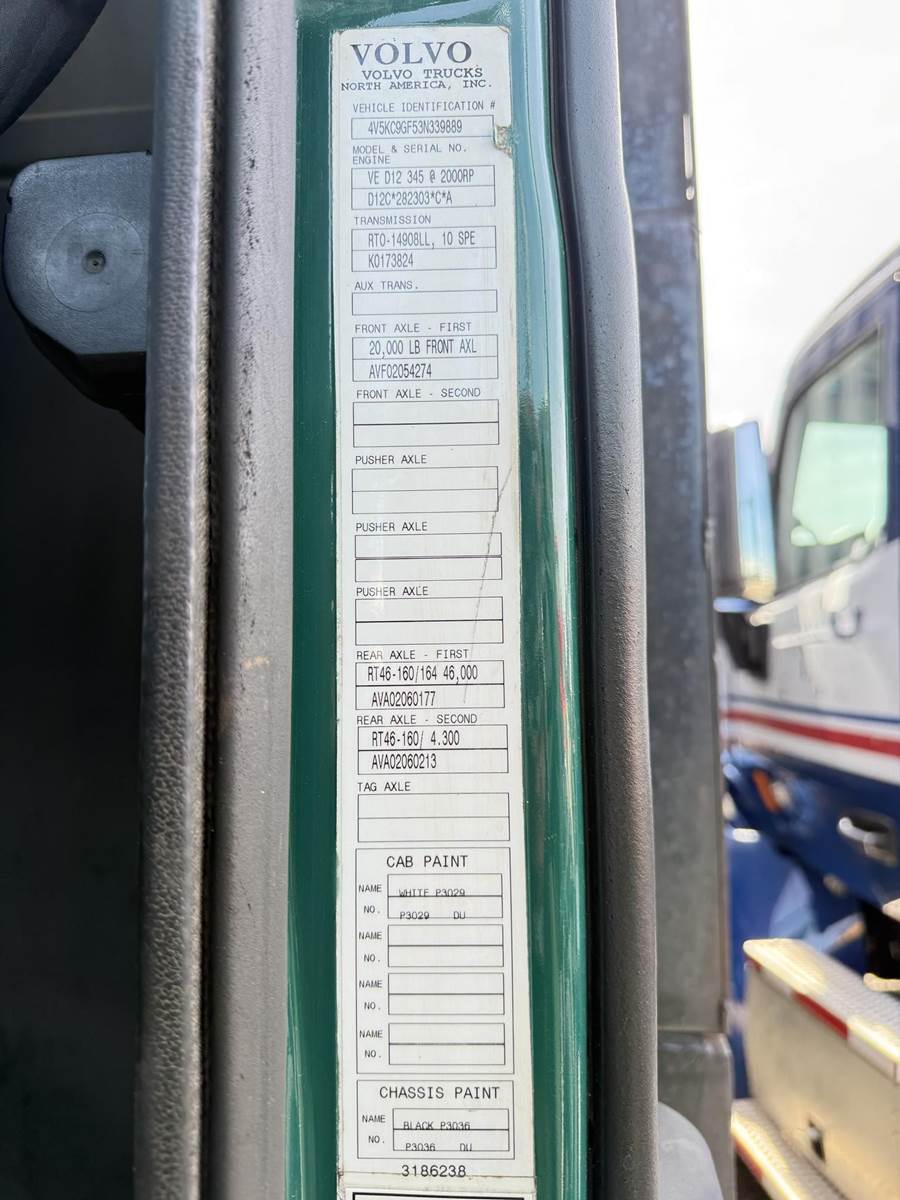 VOLVO
VOLVO TRUCKS
NORTH AMERICA, INC.
VEHICLE IDENTIFICATION #
4V5KC9GF53N339889
MODEL & SERIAL NO.
ENGINE
VE D12 345 @ 2000RP
D12C*282303*C*A
TRANSMISSION
RTO-14908LL, 10 SPE
K0173824
AUX TRANS.
FRONT AXLE - FIRST
20,000 LB FRONT AXL
AVF02054274
FRONT AXLE - SECOND
PUSHER AXLE
PUSHER AXLE
PUSHER AXLE
REAR AXLE - FIRST
RT46-160/164 46,000
AVA02060177
REAR AXLE - SECOND
RT46-160/ 4.300
AVA02060213
TAG AXLE
CAB PAINT
NAME WHITE P3029
NO. P3029 DU
NAME
NO.
NAME
NO.
NAME
NO.
CHASSIS PAINT
NAME BLACK P3036
NO. P3036 DU
3186238